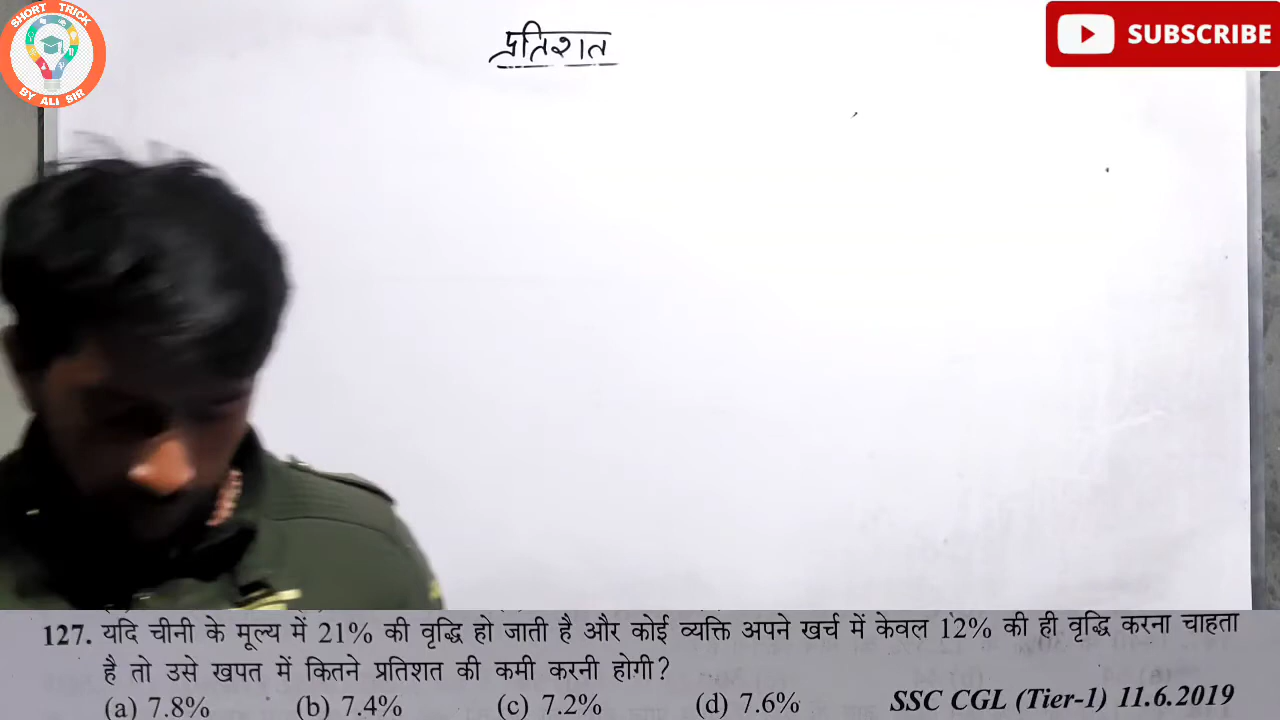 SHORT TRICK
BY ALI SIR
प्रतिशत
SUBSCRIBE
127. यदि चीनी के मूल्य में 21% की वृद्धि हो जाती है और कोई व्यक्ति अपने खर्च में केवल 12% की ही वृद्धि करना चाहता
है तो उसे खपत में कितने प्रतिशत की कमी करनी होगी?
(a) 7.8% (b) 7.4% (c) 7.2% (d) 7.6% SSC CGL (Tier-1) 11.6.2019